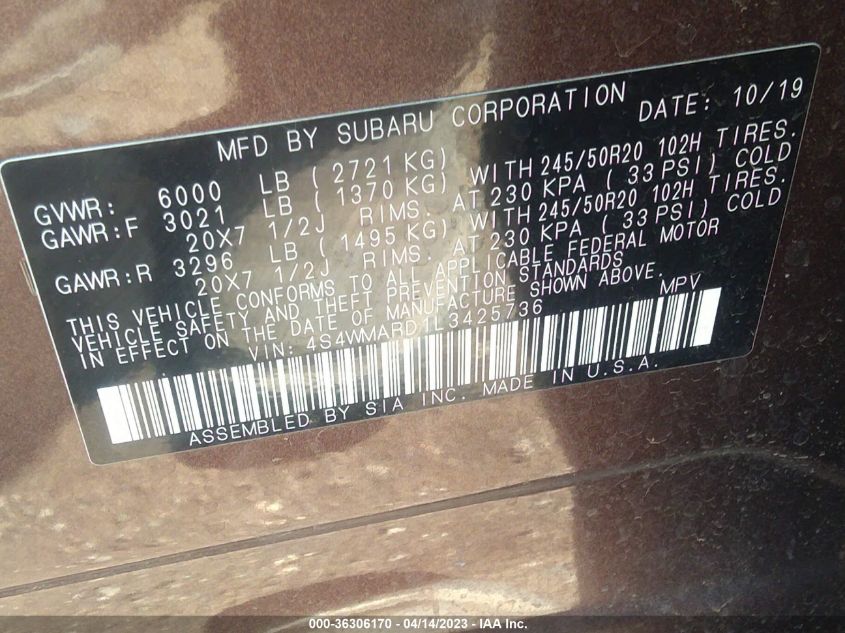 MFD BY SUBARU CORPORATION DATE: 10/19
GVWR: 6000 LB ( 2721 KG)
GAWR:F 3021 LB ( 1370 KG) WITH 245/50R20 102H TIRES.
20X7 1/2J RIMS. AT 230 KPA ( 33 PSI) COLD
GAWR:R 3296 LB ( 1495 KG) WITH 245/50R20 102H TIRES.
20X7 1/2J RIMS. AT 230 KPA ( 33 PSI) COLD
THIS VEHICLE CONFORMS TO ALL APPLICABLE FEDERAL MOTOR
VEHICLE SAFETY AND THEFT PREVENTION STANDARDS
IN EFFECT ON THE DATE OF MANUFACTURE SHOWN ABOVE.
VIN: 4S4WMARD1L3425736 MPV
ASSEMBLED BY SIA INC. MADE IN U.S.A.
000-36306170 - 04/14/2023 - IAA Inc.